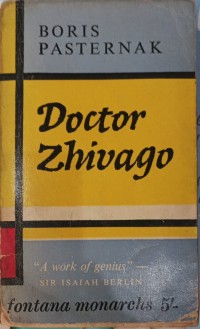 BORIS
PASTERNAK
Doctor
Zhivago
"A work of genius" —
SIR ISAIAH BERLIN
fontana monarchs 5/-